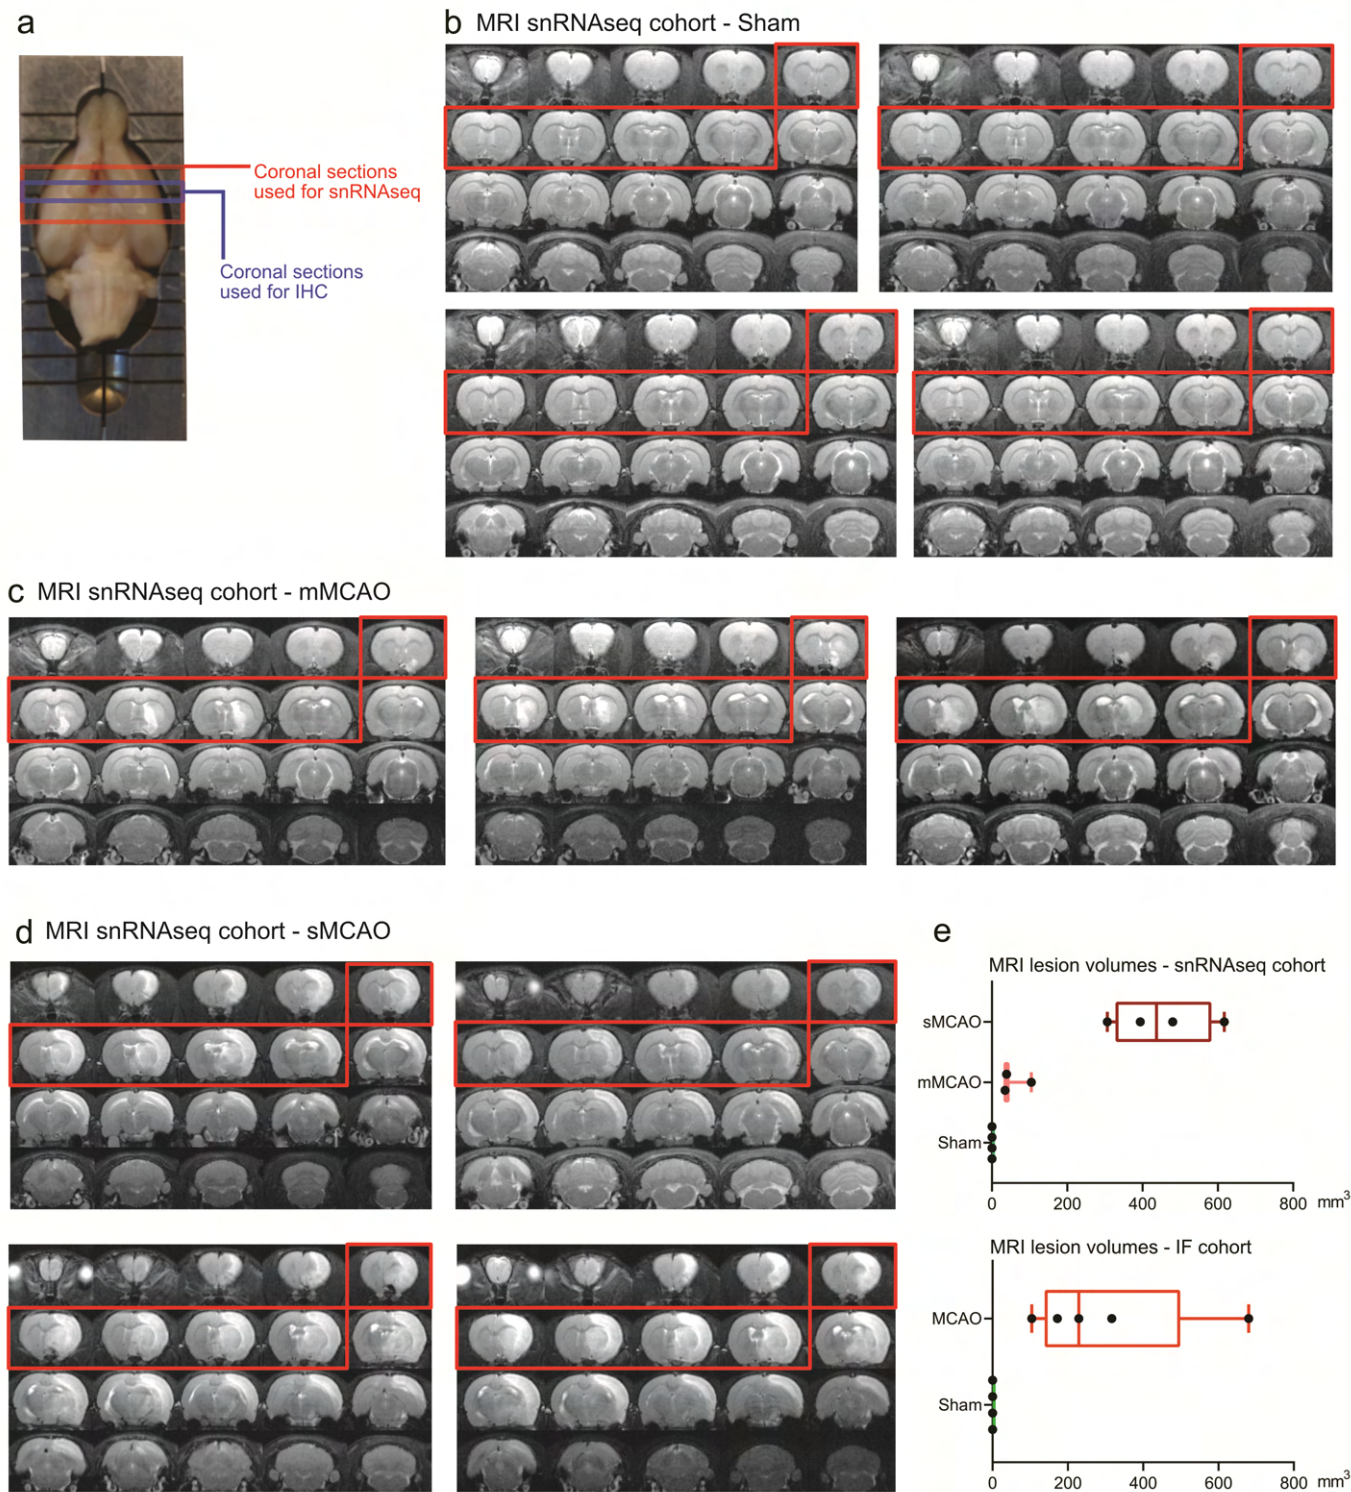 a
Coronal sections
used for snRNAseq
Coronal sections
used for IHC
b MRI snRNAseq cohort - Sham
c MRI snRNAseq cohort - mMCAO
d MRI snRNAseq cohort - sMCAO
e
MRI lesion volumes - snRNAseq cohort
sMCAO
mMCAO
Sham
0 200 400 600 800 mm³
MRI lesion volumes - IF cohort
MCAO
Sham
0 200 400 600 800 mm³